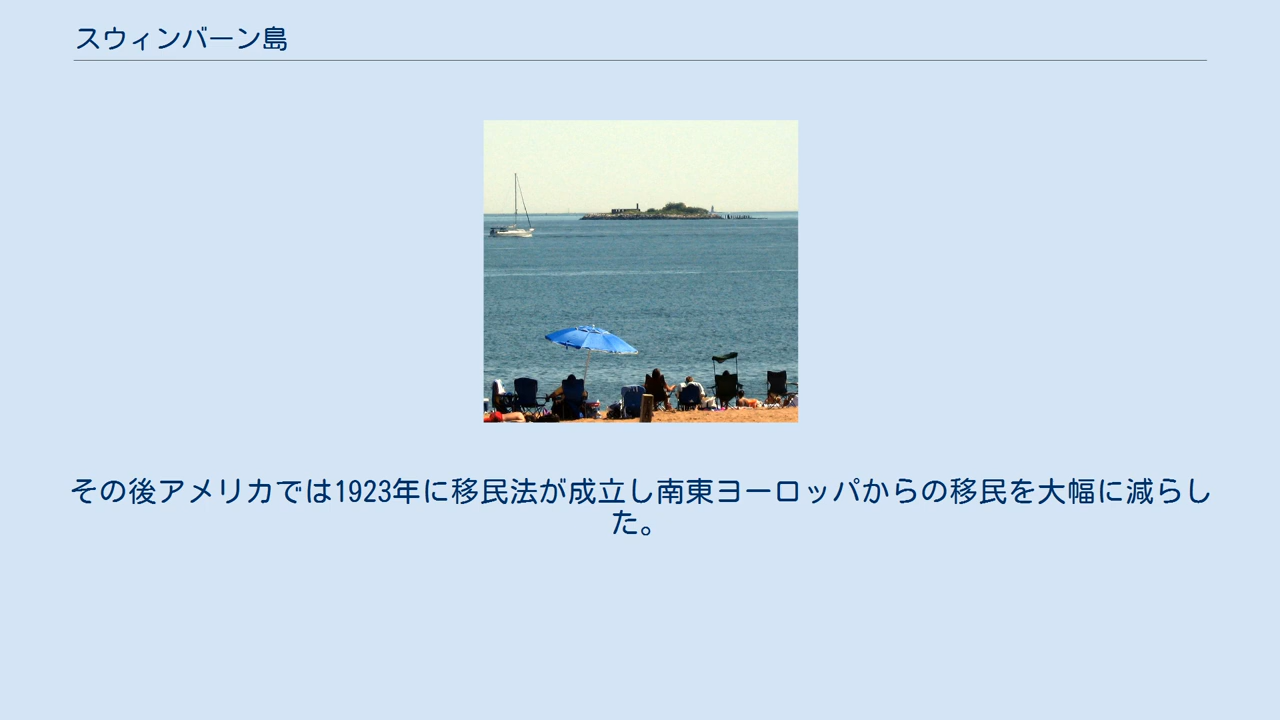 スウィンバーン島
その後アメリカでは1923年に移民法が成立し南東ヨーロッパからの移民を大幅に減らし
た。